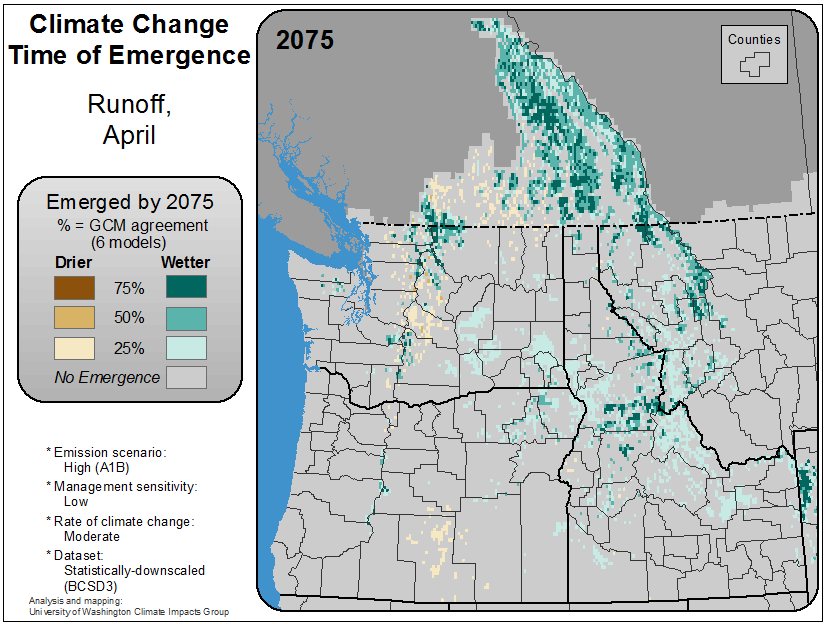 Climate Change
Time of Emergence
Runoff,
April
Emerged by 2075
% = GCM agreement
(6 models)
Drier Wetter
75%
50%
25%
No Emergence
* Emission scenario:
High (A1B)
* Management sensitivity:
Low
* Rate of climate change:
Moderate
* Dataset:
Statistically-downscaled
(BCSD3)
Analysis and mapping:
University of Washington Climate Impacts Group
2075
Counties